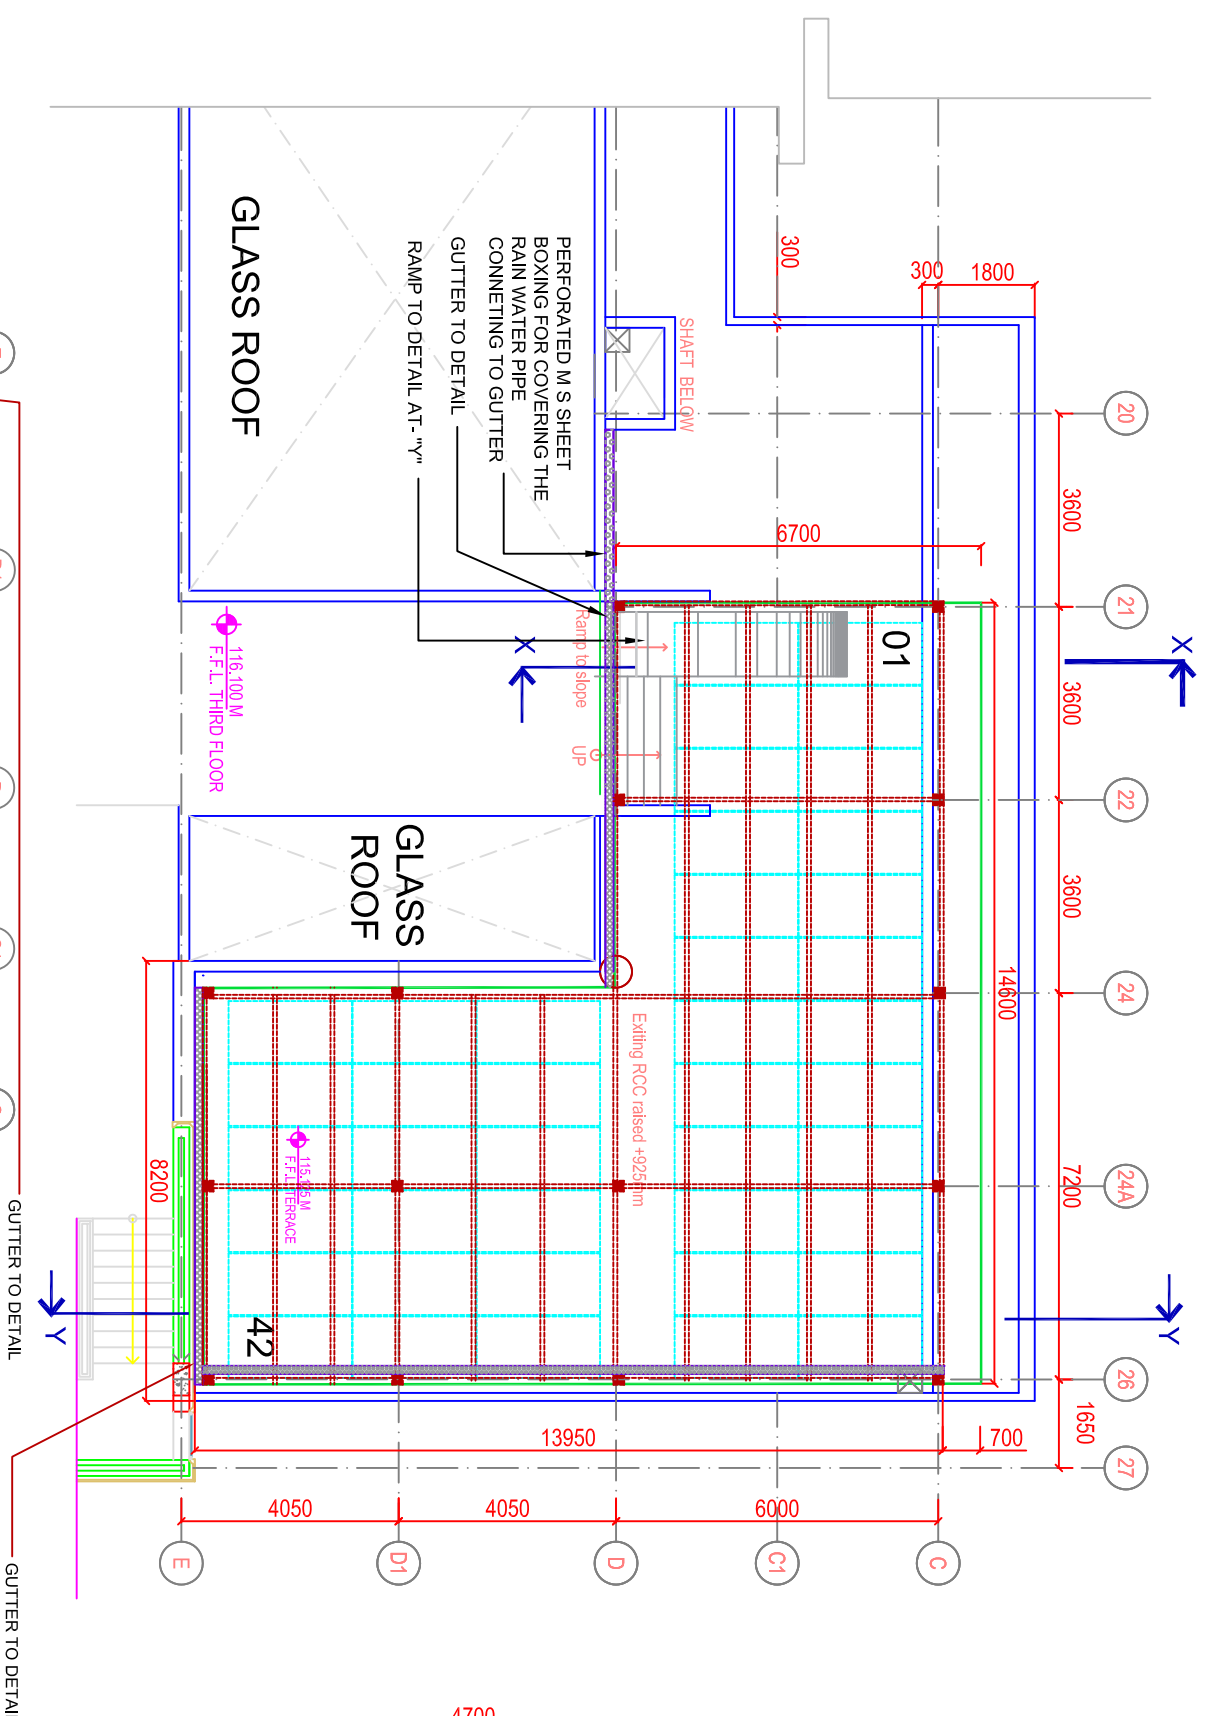 GLASS ROOF
PERFORATED M S SHEET
BOXING FOR COVERING THE
RAIN WATER PIPE
CONNETING TO GUTTER
GUTTER TO DETAIL
RAMP TO DETAIL AT- "Y"
SHAFT BELOW
300
300
1800
20
3600
6700
21
01
X
X
Ramp to slope
UP
3600
116.100 M
F.F.L. THIRD FLOOR
22
GLASS
ROOF
3600
14600
24
Exiting RCC raised +925mm
F.F.L. TERRACE
7200
24A
8200
42
Y
Y
26
1650
13950
700
27
4050
4050
6000
E
D1
D
C1
C
GUTTER TO DETAIL
GUTTER TO DETAIL
4700